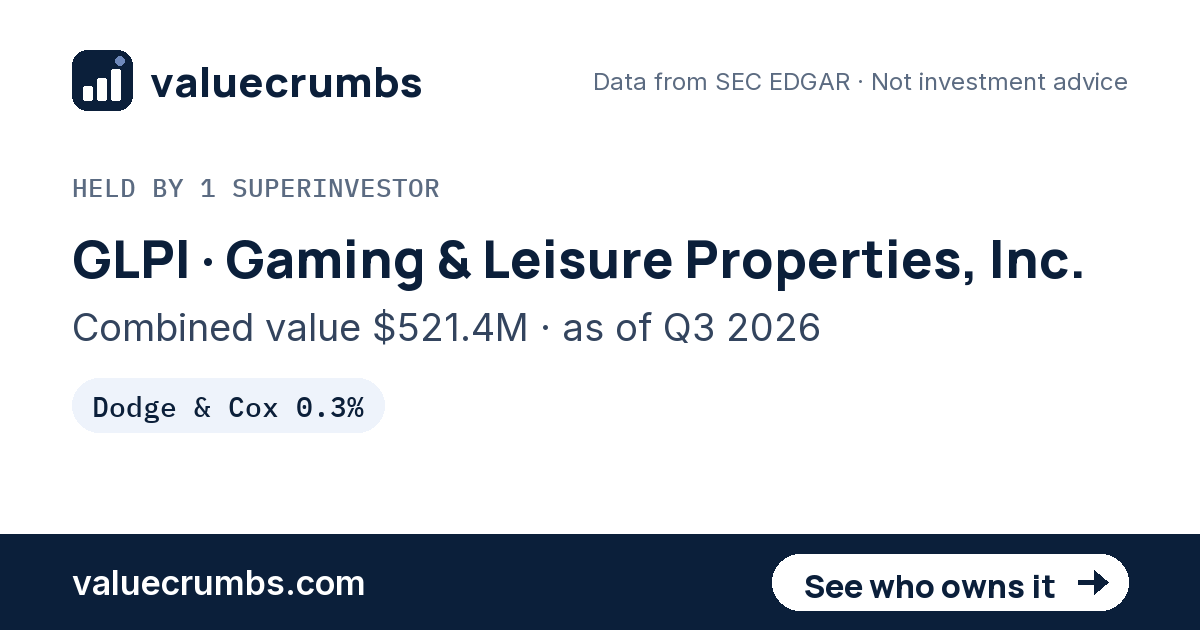 valuecrumbs
Data from SEC EDGAR · Not investment advice
HELD BY 1 SUPERINVESTOR
GLPI · Gaming & Leisure Properties, Inc.
Combined value $521.4M · as of Q3 2026
Dodge & Cox 0.3%
valuecrumbs.com
See who owns it →